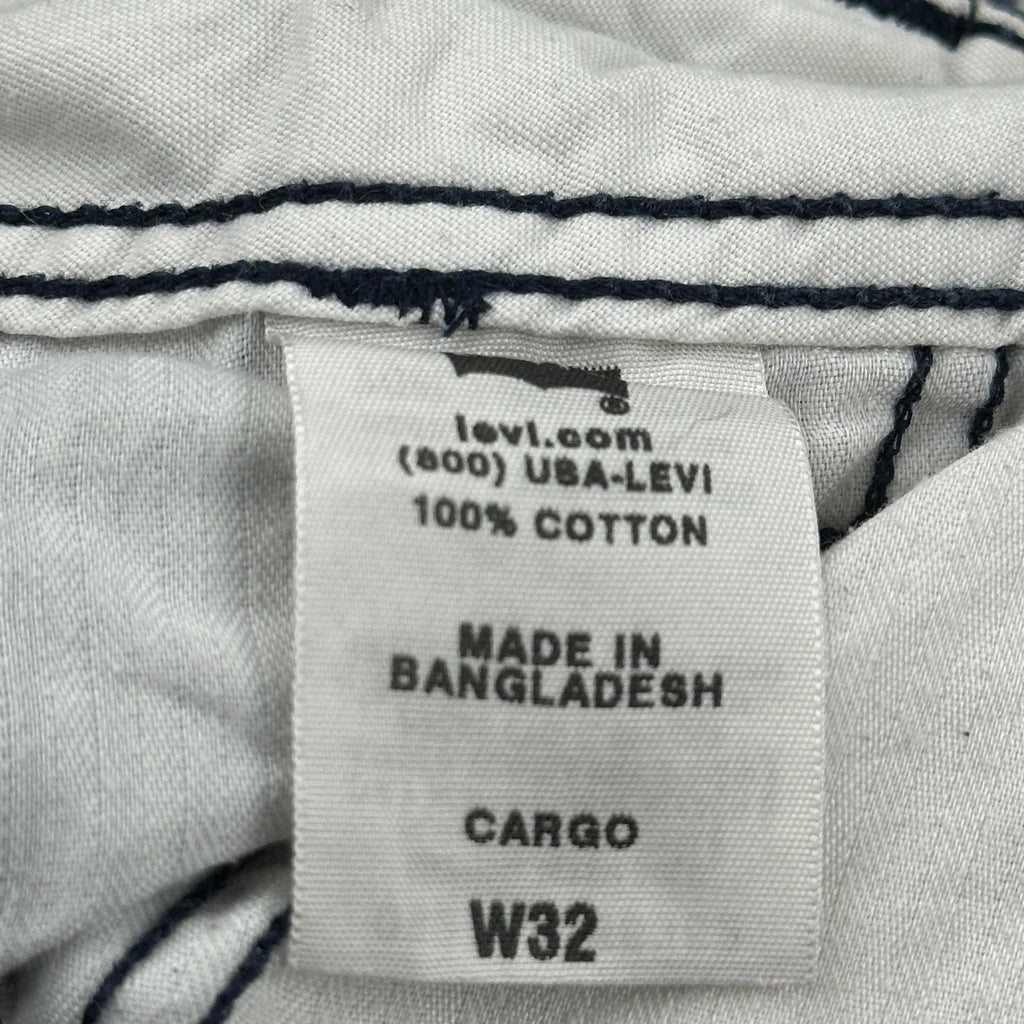 ®
levi.com
(800) USA-LEVI
100% COTTON
MADE IN
BANGLADESH
CARGO
W32